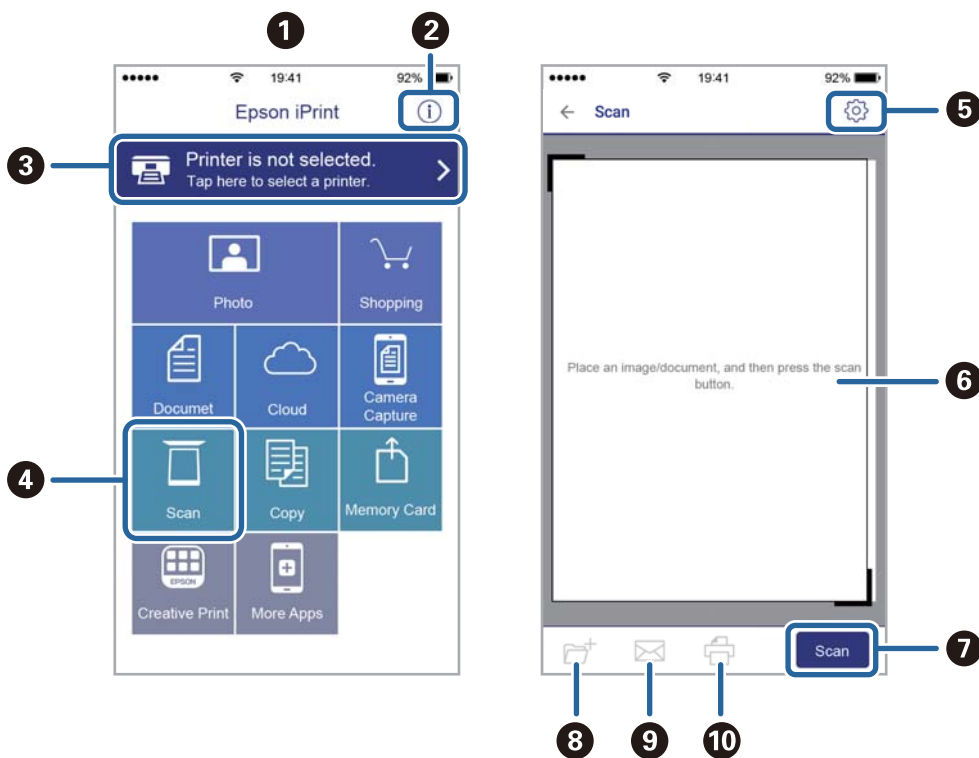 1
2
19:41
92%
Epson iPrint
i
3
Printer is not selected.
Tap here to select a printer.
Photo
Shopping
Documet
Cloud
Camera
Capture
4
Scan
Copy
Memory Card
EPSON
Creative Print
More Apps
19:41
92%
Scan
5
Place an image/document, and then press the scan
button.
6
Scan
7
8
9
10